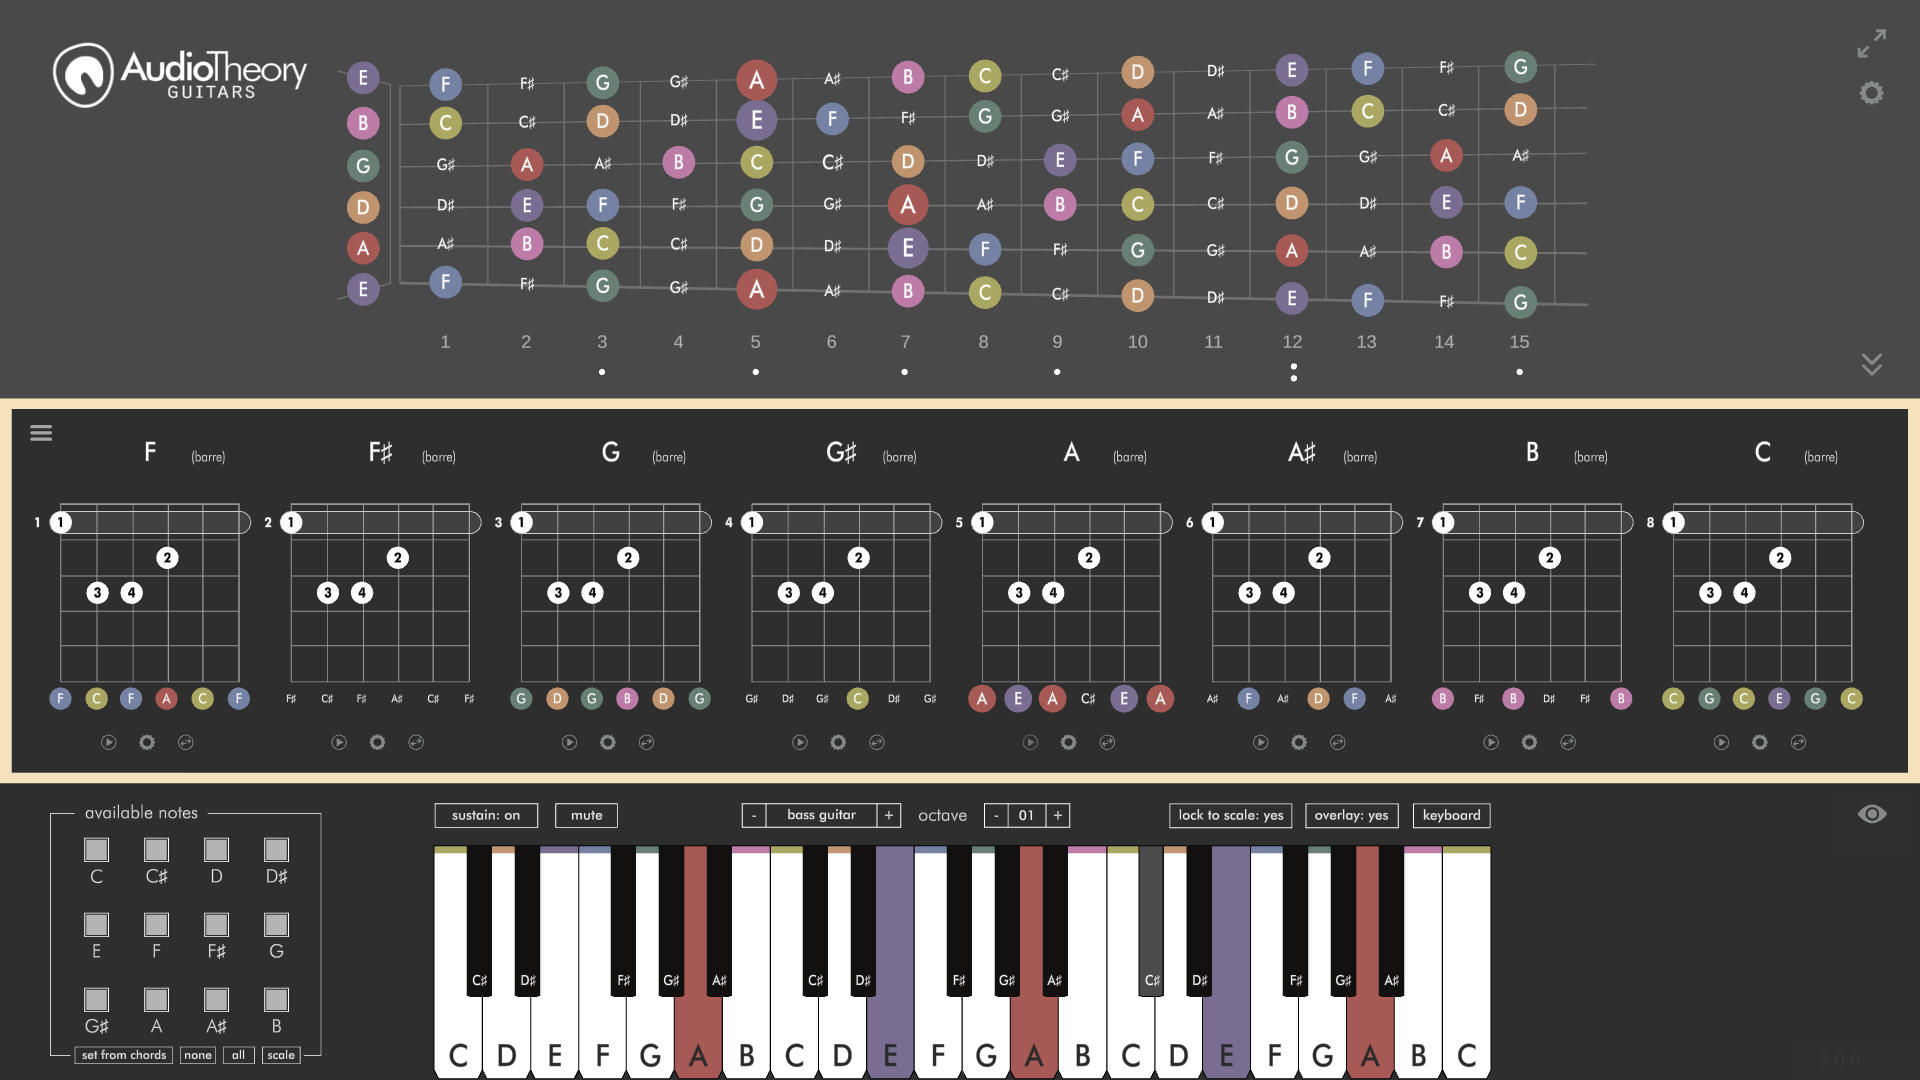 AudioTheory
GUITARS
E F F♯ G G♯ A A♯ B C C♯ D D♯ E F F♯ G
B C C♯ D D♯ E F F♯ G G♯ A A♯ B C C♯ D
G G♯ A A♯ B C C♯ D D♯ E F F♯ G G♯ A A♯
D D♯ E F F♯ G G♯ A A♯ B C C♯ D D♯ E F
A A♯ B C C♯ D D♯ E F F♯ G G♯ A A♯ B C
E F F♯ G G♯ A A♯ B C C♯ D D♯ E F F♯ G
1 2 3 4 5 6 7 8 9 10 11 12 13 14 15
F (barre) F♯ (barre) G (barre) G♯ (barre) A (barre) A♯ (barre) B (barre) C (barre)
1 1 2 1 3 1 4 1 5 1 6 1 7 1 8 1
2 2 2 2 2 2 2 2
3 4 3 4 3 4 3 4 3 4 3 4 3 4 3 4
F C F A C F F♯ C♯ F♯ A♯ C♯ F♯ G D G B D G G♯ D♯ G♯ C D♯ G♯ A E A C♯ E A A♯ F A♯ D F A♯ B F♯ B D♯ F♯ B C G C E G C
available notes
C C♯ D D♯
E F F♯ G
G♯ A A♯ B
set from chords none all scale
sustain: on mute - bass guitar + octave - 01 + lock to scale: yes overlay: yes keyboard
C♯ D♯ F♯ G♯ A♯ C♯ D♯ F♯ G♯ A♯ C♯ D♯ F♯ G♯ A♯
C D E F G A B C D E F G A B C D E F G A B C
2.0.0